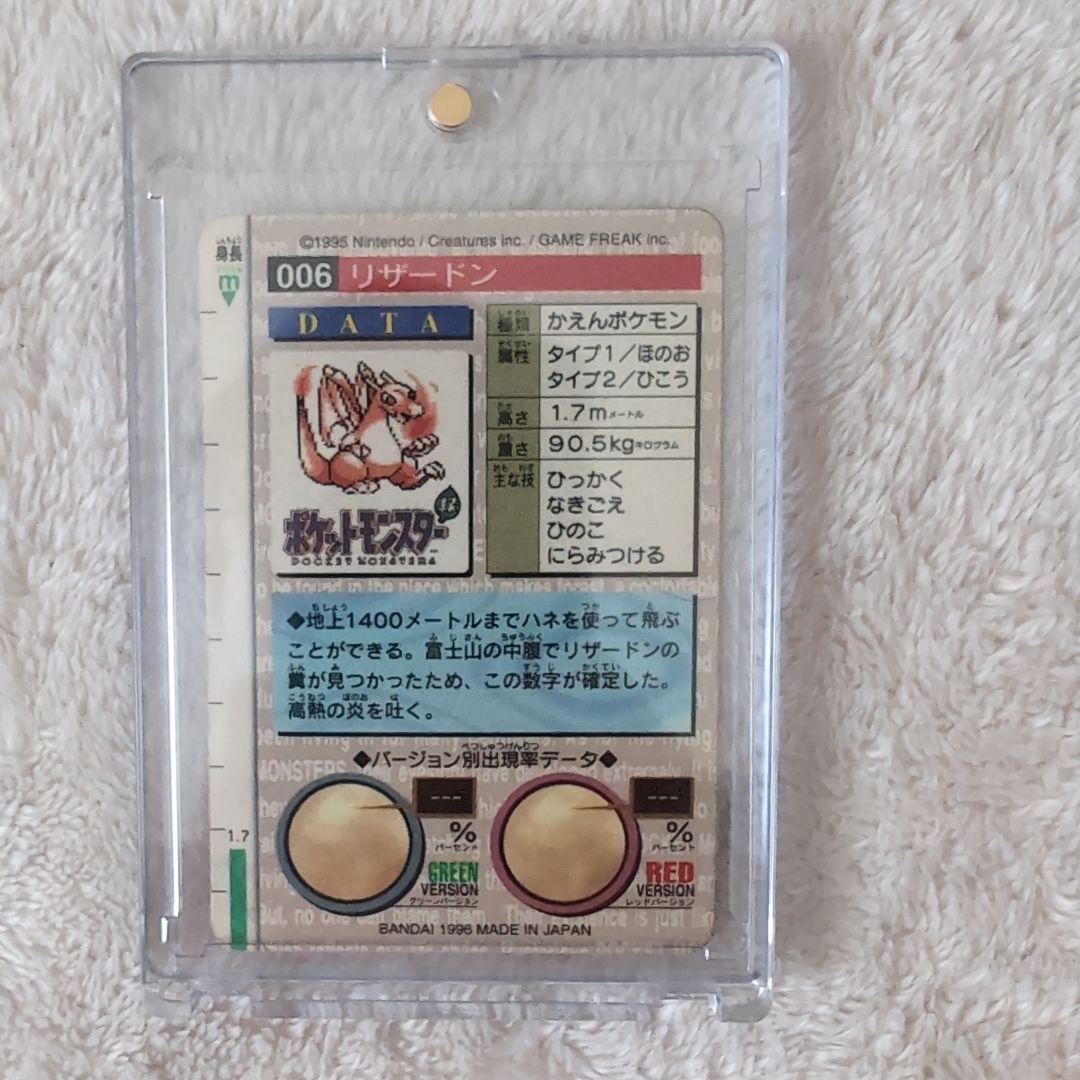 ©1995 Nintendo / Creatures inc. / GAME FREAK inc.
身長
m
006 リザードン
DATA
種類 かえんポケモン
属性 タイプ1/ほのお
タイプ2/ひこう
高さ 1.7mメートル
重さ 90.5kgキログラム
主な技 ひっかく
なきごえ
ひのこ
にらみつける
ポケットモンスター緑
POCKET MONSTERS
◆地上1400メートルまでハネを使って飛ぶ
ことができる。富士山の中腹でリザードンの
糞が見つかったため、この数字が確定した。
高熱の炎を吐く。
◆バージョン別出現率データ◆
--- %
パーセント
GREEN
VERSION
グリーンバージョン
--- %
パーセント
RED
VERSION
レッドバージョン
1.7
BANDAI 1996 MADE IN JAPAN